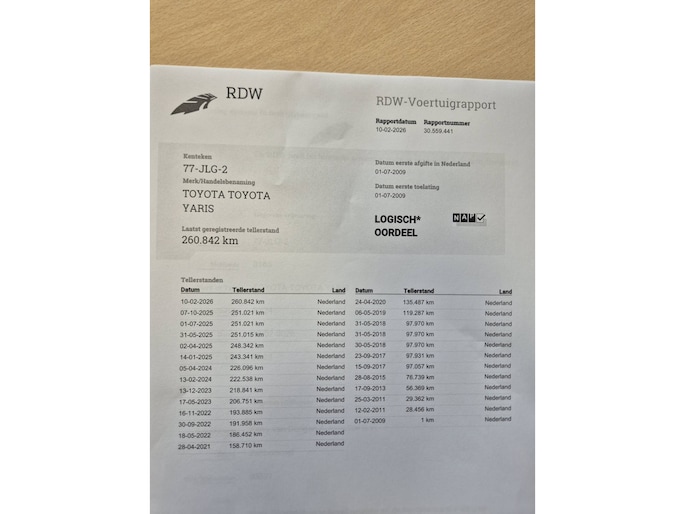 RDW
RDW-Voertuigrapport
Rapportdatum Rapportnummer
10-02-2026 30.559.441
Kenteken
77-JLG-2
Merk/Handelsbenaming
TOYOTA TOYOTA
YARIS
Laatst geregistreerde tellerstand
260.842 km
Datum eerste afgifte in Nederland
01-07-2009
Datum eerste toelating
01-07-2009
LOGISCH*
OORDEEL
NAP
Tellerstanden
Datum Tellerstand Land
10-02-2026 260.842 km Nederland
07-10-2025 251.021 km Nederland
01-07-2025 251.021 km Nederland
31-05-2025 251.015 km Nederland
02-04-2025 248.342 km Nederland
14-01-2025 243.341 km Nederland
05-04-2024 226.096 km Nederland
13-02-2024 222.538 km Nederland
13-12-2023 218.841 km Nederland
17-05-2023 206.751 km Nederland
16-11-2022 193.885 km Nederland
30-09-2022 191.958 km Nederland
18-05-2022 186.452 km Nederland
28-04-2021 158.710 km Nederland
Datum Tellerstand Land
24-04-2020 135.487 km Nederland
06-05-2019 119.287 km Nederland
31-05-2018 97.970 km Nederland
31-05-2018 97.970 km Nederland
30-05-2018 97.970 km Nederland
23-09-2017 97.931 km Nederland
15-09-2017 97.057 km Nederland
28-08-2015 76.739 km Nederland
17-09-2013 56.369 km Nederland
25-03-2011 29.362 km Nederland
12-02-2011 28.456 km Nederland
01-07-2009 1 km Nederland